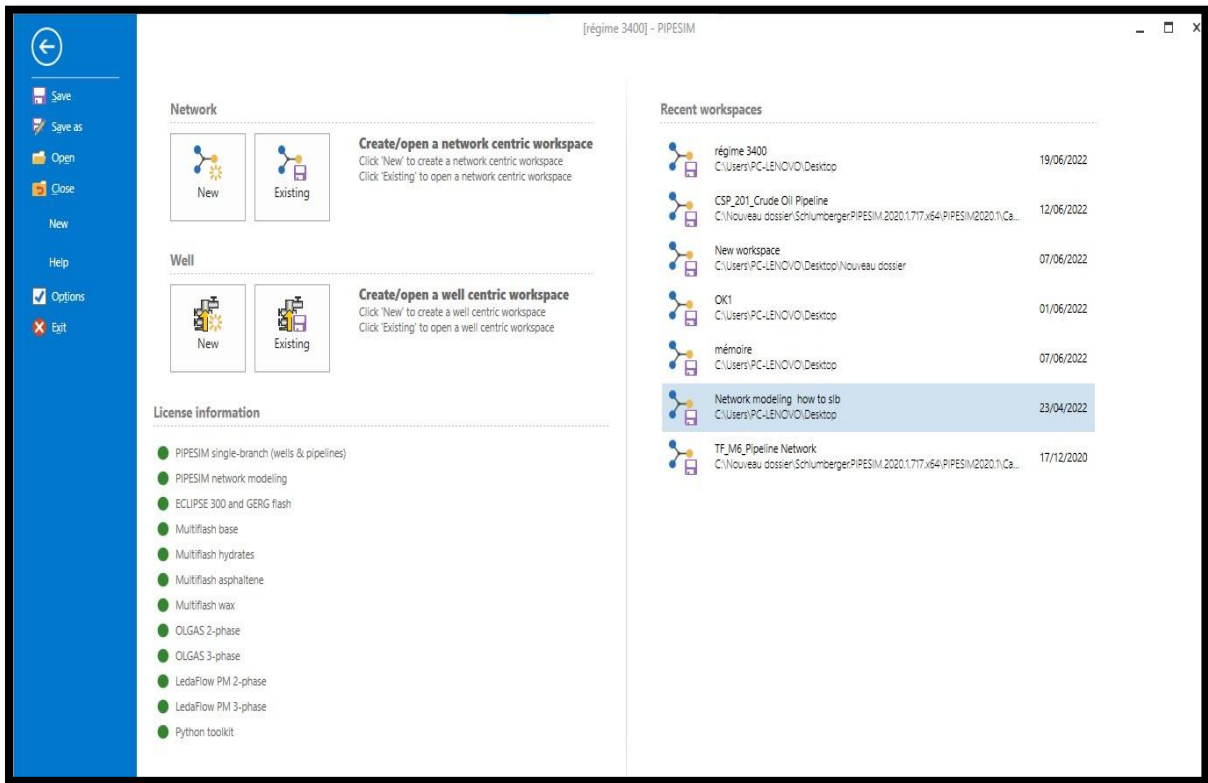 [régime 3400] - PIPESIM
Save
Save as
Open
Close
New
Help
Options
Exit
Network
New
Existing
Create/open a network centric workspace
Click 'New' to create a network centric workspace
Click 'Existing' to open a network centric workspace
Well
New
Existing
Create/open a well centric workspace
Click 'New' to create a well centric workspace
Click 'Existing' to open a well centric workspace
License information
PIPESIM single-branch (wells & pipelines)
PIPESIM network modeling
ECLIPSE 300 and GERG flash
Multiflash base
Multiflash hydrates
Multiflash asphaltene
Multiflash wax
OLGAS 2-phase
OLGAS 3-phase
LedaFlow PM 2-phase
LedaFlow PM 3-phase
Python toolkit
Recent workspaces
régime 3400
C:\Users\PC-LENOVO\Desktop
19/06/2022
CSP_201_Crude Oil Pipeline
C:\Nouveau dossier\Schlumberger.PIPESIM.2020.1.717.x64\PIPESIM2020.1\Ca...
12/06/2022
New workspace
C:\Users\PC-LENOVO\Desktop\Nouveau dossier
07/06/2022
OK1
C:\Users\PC-LENOVO\Desktop
01/06/2022
mémoire
C:\Users\PC-LENOVO\Desktop
07/06/2022
Network modeling how to slb
C:\Users\PC-LENOVO\Desktop
23/04/2022
TF_M6_Pipeline Network
C:\Nouveau dossier\Schlumberger.PIPESIM.2020.1.717.x64\PIPESIM2020.1\Ca...
17/12/2020